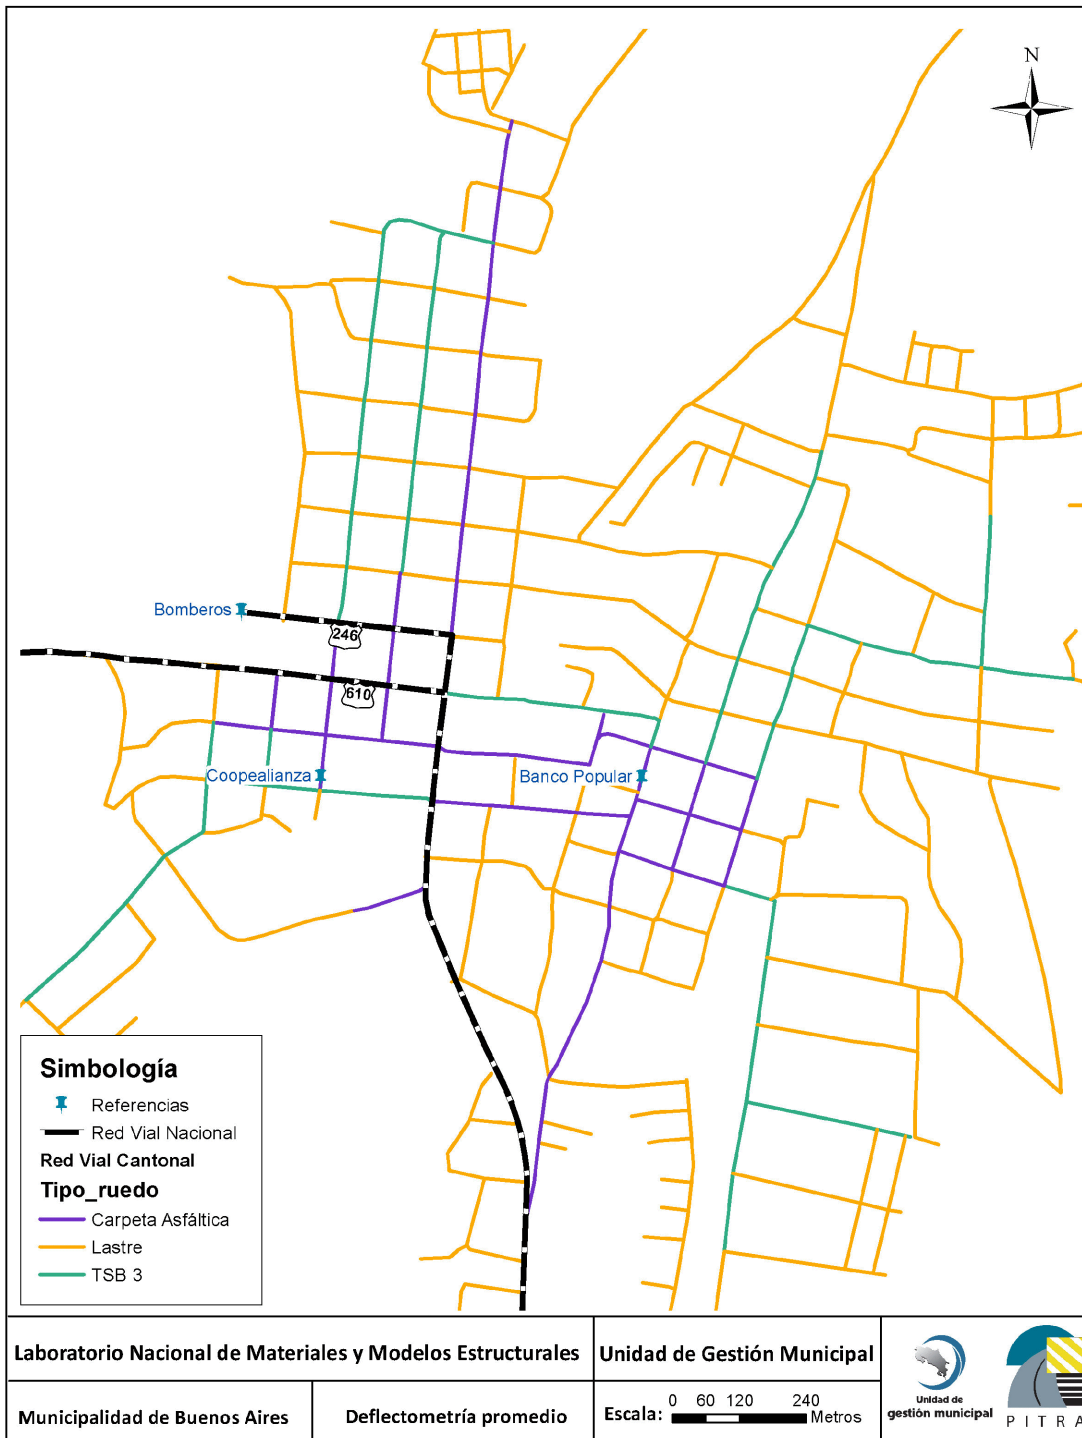 N
Bomberos
246
610
Coopealianza
Banco Popular
Simbología
Referencias
Red Vial Nacional
Red Vial Cantonal
Tipo_ruedo
Carpeta Asfáltica
Lastre
TSB 3
Laboratorio Nacional de Materiales y Modelos Estructurales
Unidad de Gestión Municipal
Municipalidad de Buenos Aires
Deflectometría promedio
Escala: 0 60 120 240 Metros
Unidad de
gestión municipal
PITRA